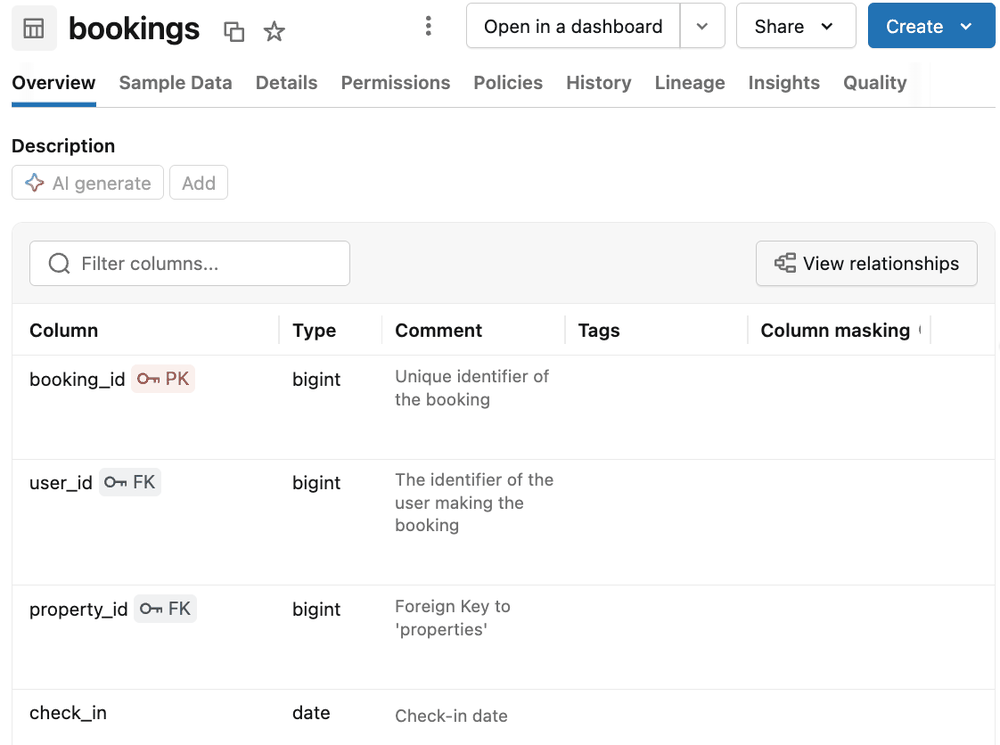 bookings
Open in a dashboard
Share
Create
Overview Sample Data Details Permissions Policies History Lineage Insights Quality
Description
AI generate Add
Filter columns...
View relationships
Column Type Comment Tags Column masking
booking_id PK bigint Unique identifier of
the booking
user_id FK bigint The identifier of the
user making the
booking
property_id FK bigint Foreign Key to
'properties'
check_in date Check-in date